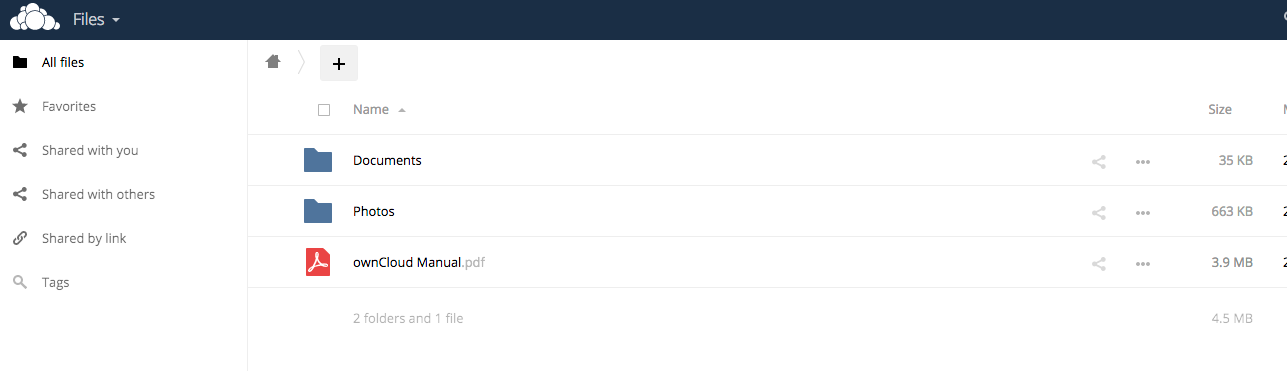 Files
All files
Favorites
Shared with you
Shared with others
Shared by link
Tags
Name Size
Documents 35 KB
Photos 663 KB
ownCloud Manual.pdf 3.9 MB
2 folders and 1 file 4.5 MB